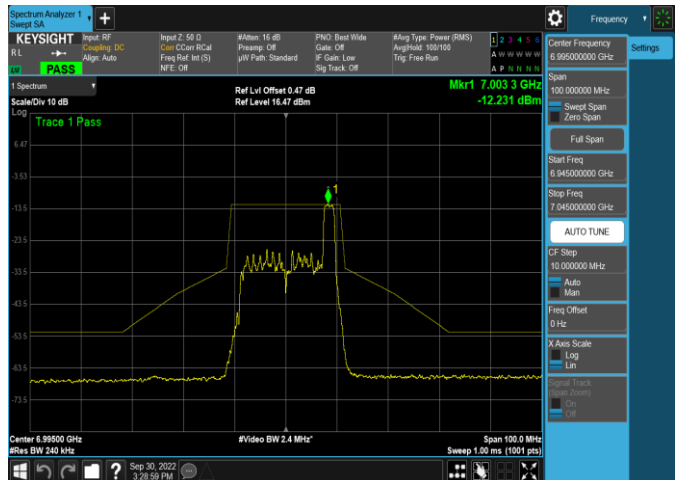 Spectrum Analyzer 1
Swept SA
Frequency
KEYSIGHT
RL
PASS
Input: RF
Coupling: DC
Align: Auto
Input Z: 50 Ω
Corr CCorr RCal
Freq Ref: Int (S)
NFE: Off
#Atten: 16 dB
Preamp: Off
µW Path: Standard
PNO: Best Wide
Gate: Off
IF Gain: Low
Sig Track: Off
#Avg Type: Power (RMS)
Avg|Hold: 100/100
Trig: Free Run
1 2 3 4 5 6
A W W W W W
A P N N N N
1 Spectrum
Scale/Div 10 dB
Log
Ref Lvl Offset 0.47 dB
Ref Level 16.47 dBm
Mkr1 7.003 3 GHz
-12.231 dBm
Trace 1 Pass
1
6.47
-3.53
-13.5
-23.5
-33.5
-43.5
-53.5
-63.5
-73.5
Center 6.99500 GHz
#Res BW 240 kHz
#Video BW 2.4 MHz*
Span 100.0 MHz
Sweep 1.00 ms (1001 pts)
Center Frequency
6.995000000 GHz
Settings
Span
100.000000 MHz
Swept Span
Zero Span
Full Span
Start Freq
6.945000000 GHz
Stop Freq
7.045000000 GHz
AUTO TUNE
CF Step
10.000000 MHz
Auto
Man
Freq Offset
0 Hz
X Axis Scale
Log
Lin
Signal Track
(Span Zoom)
On
Off
Sep 30, 2022
3:28:59 PM